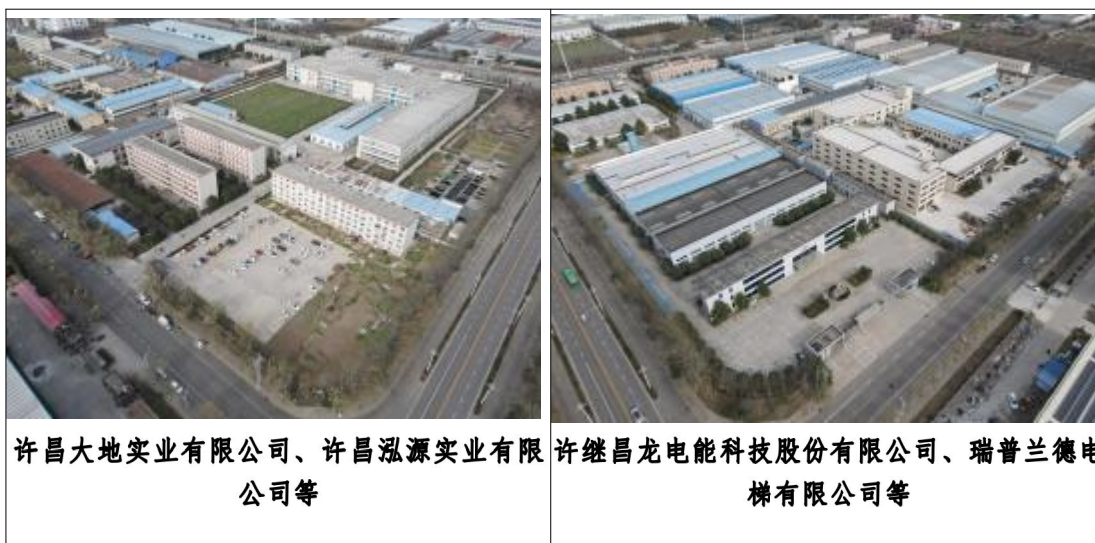 许昌大地实业有限公司、许昌泓源实业有限
公司等
许继昌龙电能科技股份有限公司、瑞普兰德电
梯有限公司等